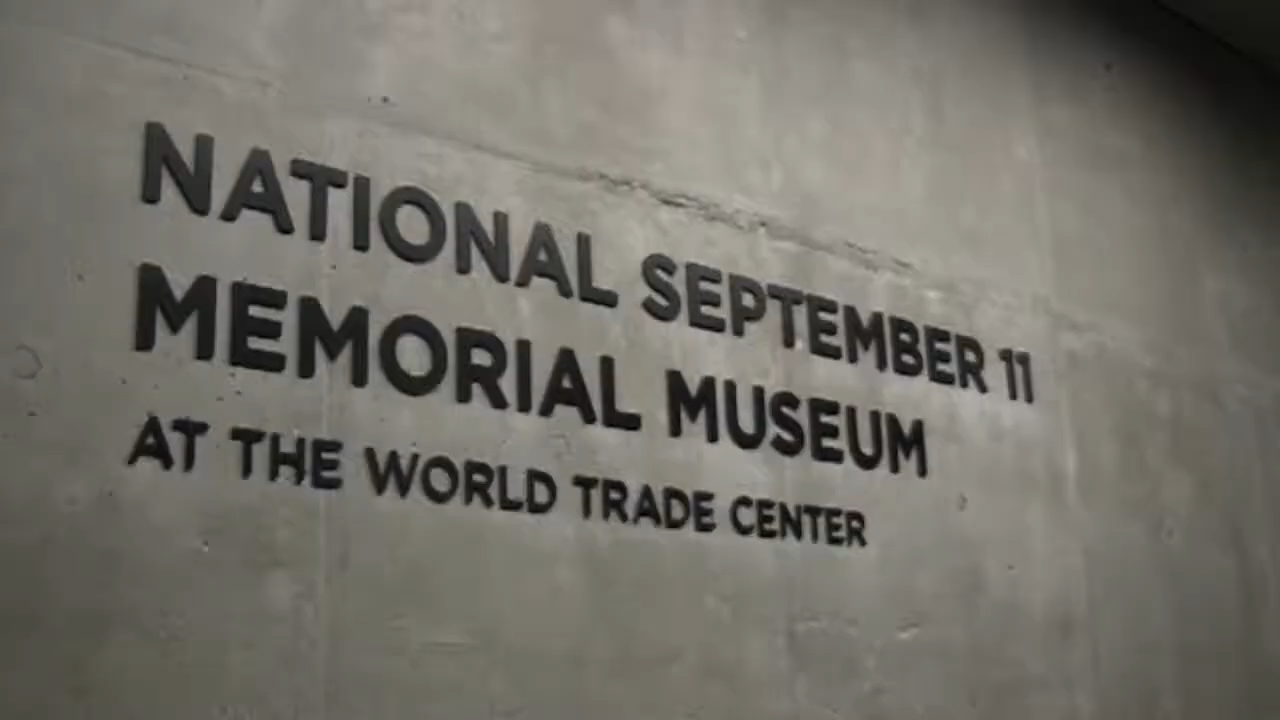 NATIONAL SEPTEMBER 11
MEMORIAL MUSEUM
AT THE WORLD TRADE CENTER